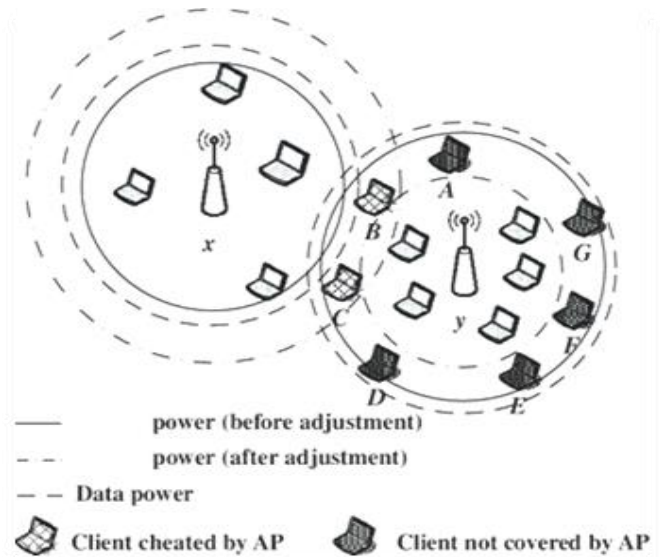 A
B
x
G
C
y
F
D
E
power (before adjustment)
power (after adjustment)
Data power
Client cheated by AP
Client not covered by AP